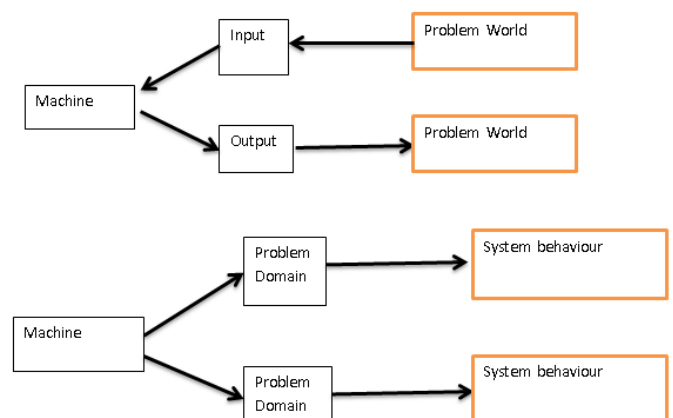 Input
Problem World
Machine
Output
Problem World
Problem
Domain
System behaviour
Machine
Problem
Domain
System behaviour